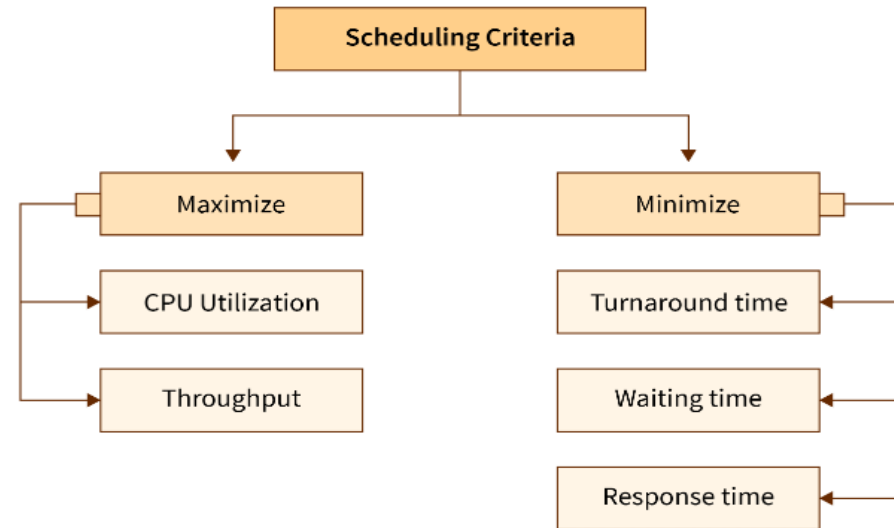 Scheduling Criteria
Maximize
Minimize
CPU Utilization
Turnaround time
Throughput
Waiting time
Response time